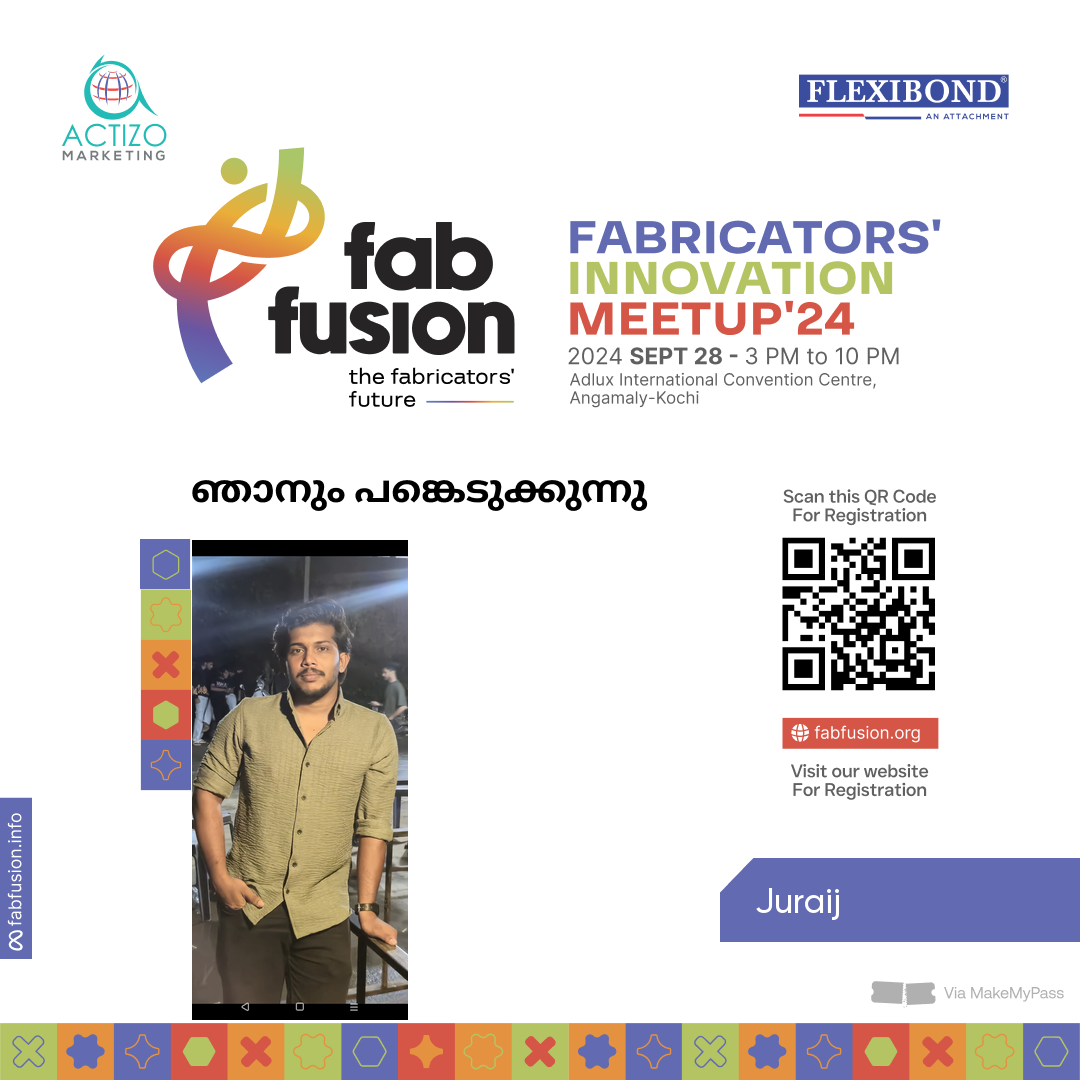 ACTIZO
MARKETING
FLEXIBOND®
AN ATTACHMENT
fab
fusion
the fabricators'
future
FABRICATORS'
INNOVATION
MEETUP'24
2024 SEPT 28 - 3 PM to 10 PM
Adlux International Convention Centre,
Angamaly-Kochi
ഞാനും പങ്കെടുക്കുന്നു
Scan this QR Code
For Registration
fabfusion.org
Visit our website
For Registration
fabfusion.info
Juraij
Via MakeMyPass